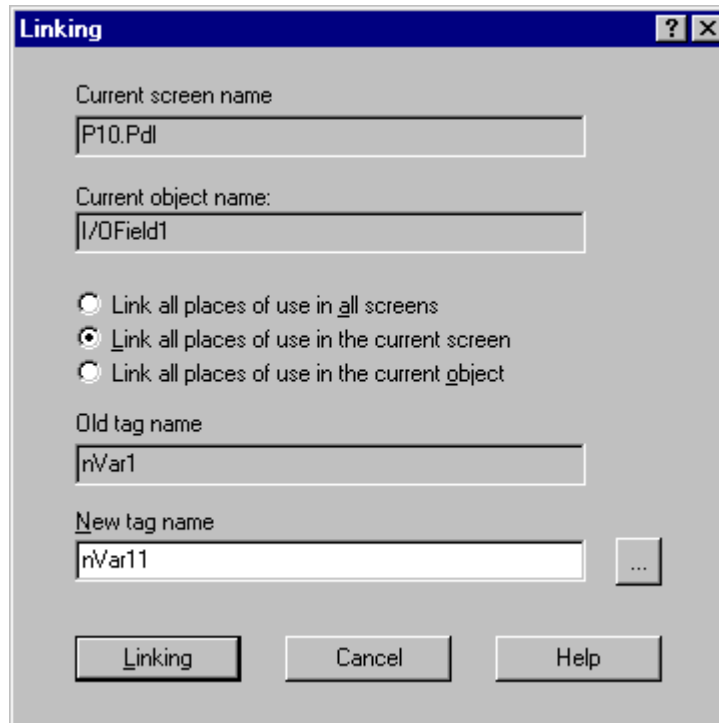 Linking
Current screen name
P10.Pdl
Current object name:
I/OField1
Link all places of use in all screens
Link all places of use in the current screen
Link all places of use in the current object
Old tag name
nVar1
New tag name
nVar11
...
Linking Cancel Help